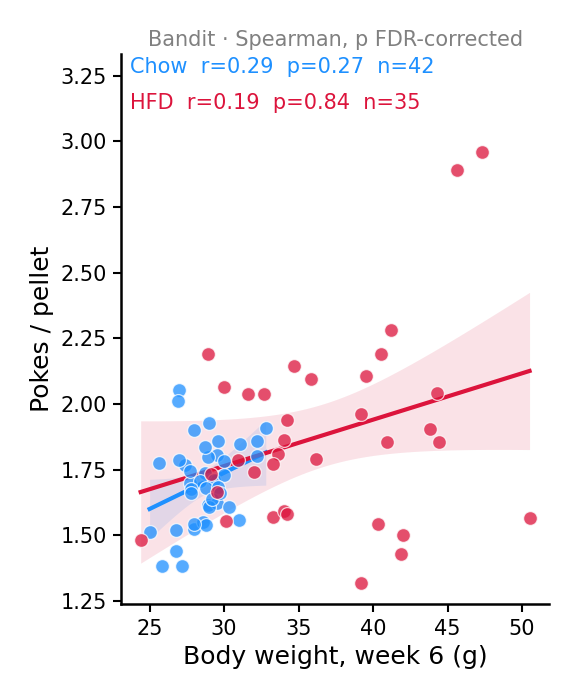 Bandit · Spearman, p FDR-corrected
Chow r=0.29 p=0.27 n=42
HFD r=0.19 p=0.84 n=35
3.25
3.00
2.75
2.50
2.25
2.00
1.75
1.50
1.25
Pokes / pellet
25 30 35 40 45 50
Body weight, week 6 (g)